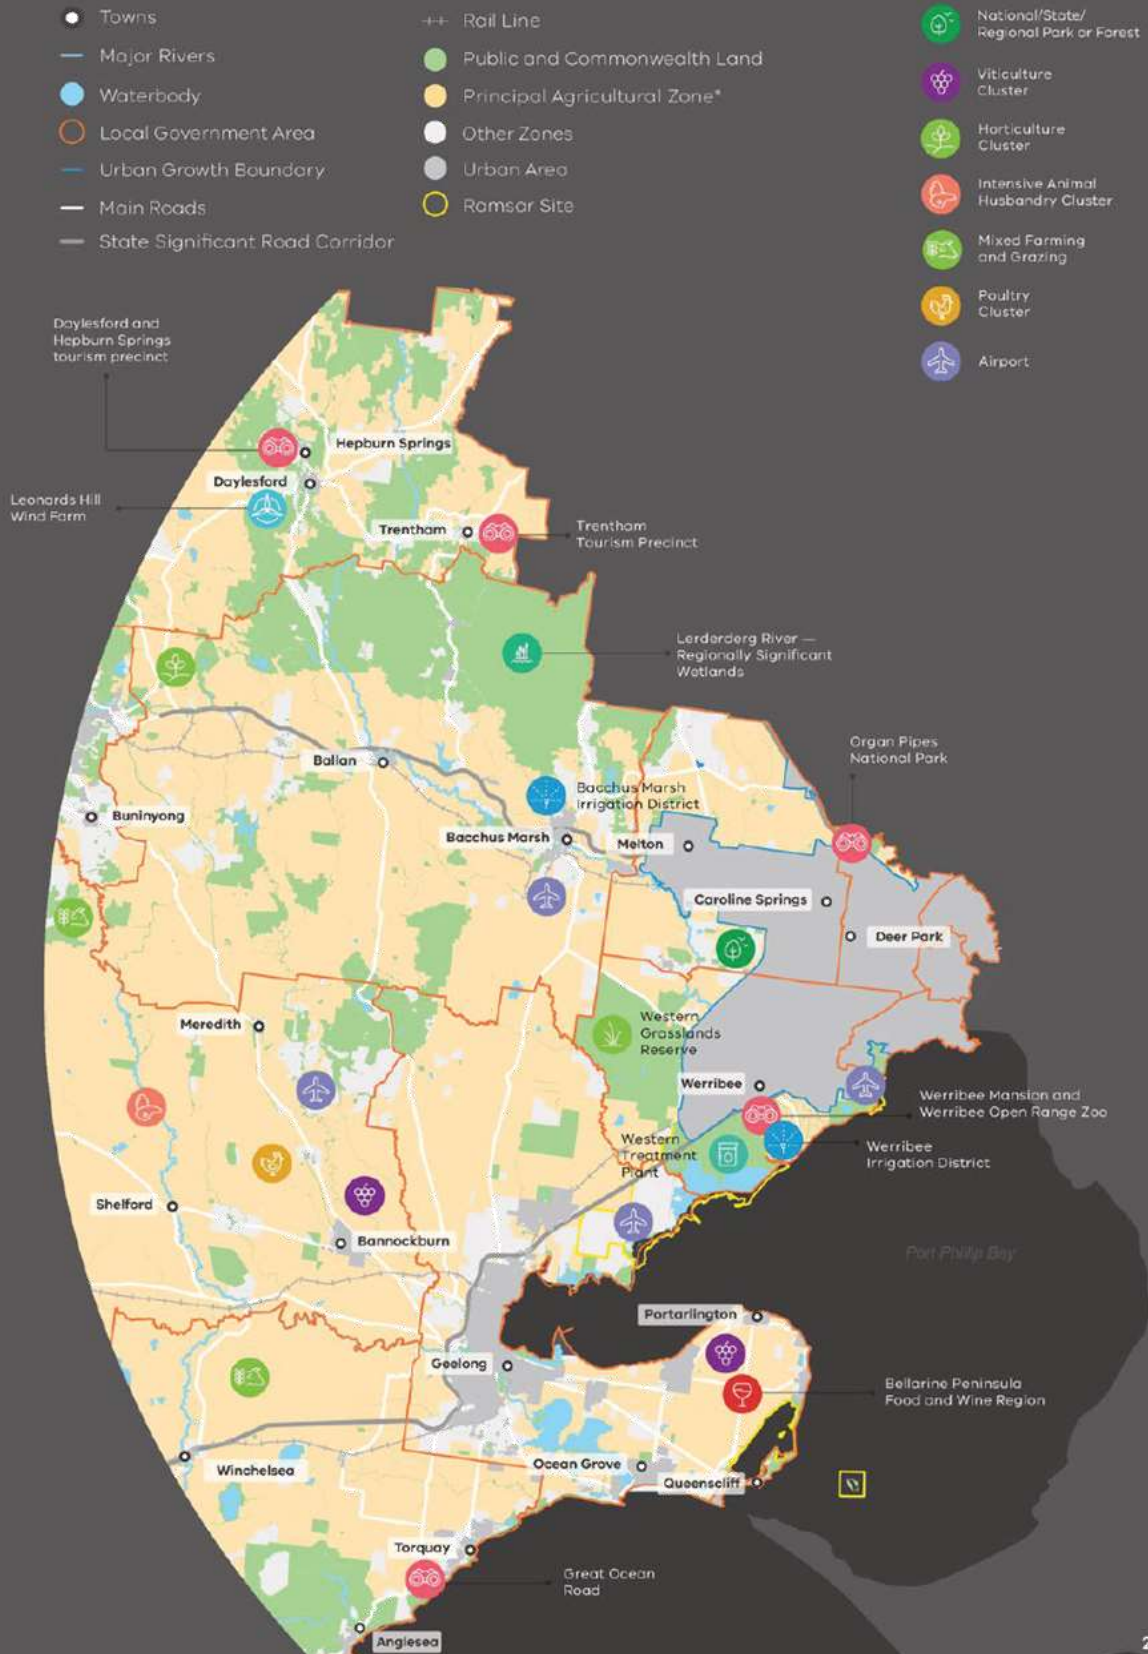 Towns
Major Rivers
Waterbody
Local Government Area
Urban Growth Boundary
Main Roads
State Significant Road Corridor
Rail Line
Public and Commonwealth Land
Principal Agricultural Zone*
Other Zones
Urban Area
Ramsar Site
National/State/
Regional Park or Forest
Viticulture
Cluster
Horticulture
Cluster
Intensive Animal
Husbandry Cluster
Mixed Farming
and Grazing
Poultry
Cluster
Airport
Daylesford and
Hepburn Springs
tourism precinct
Hepburn Springs
Daylesford
Leonards Hill
Wind Farm
Trentham
Trentham
Tourism Precinct
Lerderderg River —
Regionally Significant
Wetlands
Organ Pipes
National Park
Ballan
Bacchus Marsh
Irrigation District
Buninyong
Bacchus Marsh
Melton
Caroline Springs
Deer Park
Meredith
Western
Grasslands
Reserve
Werribee
Werribee Mansion and
Werribee Open Range Zoo
Western
Treatment
Plant
Werribee
Irrigation District
Shelford
Bannockburn
Port Phillip Bay
Portarlington
Geelong
Bellarine Peninsula
Food and Wine Region
Winchelsea
Ocean Grove
Queenscliff
Torquay
Great Ocean
Road
Anglesea
2